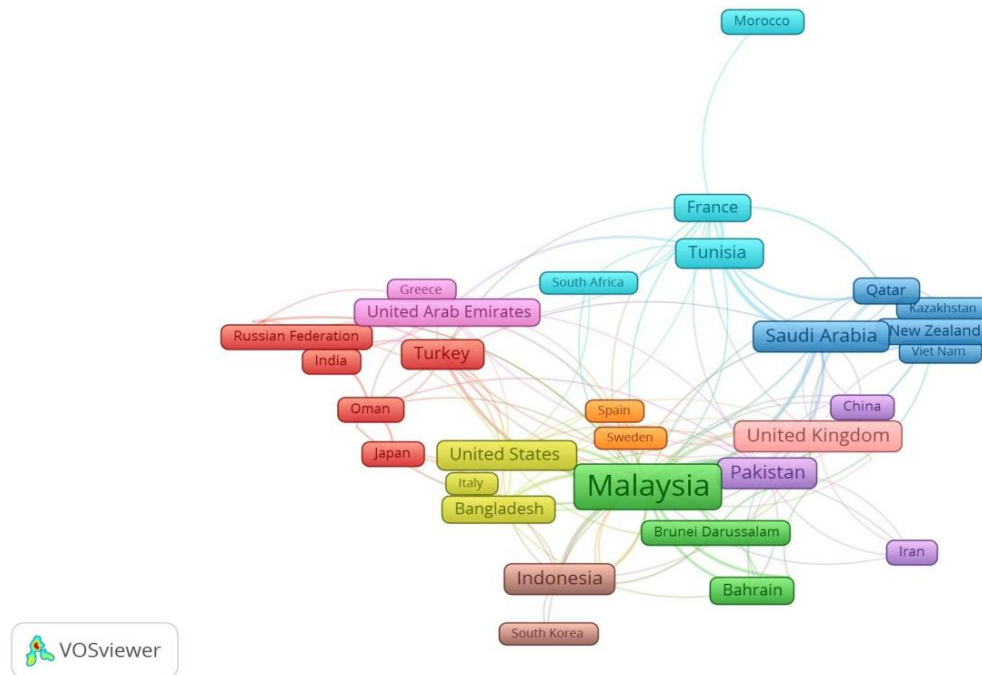 Morocco
France
Tunisia
South Africa
Qatar
Greece
Kazakhstan
United Arab Emirates
New Zealand
Russian Federation
Saudi Arabia
Turkey
Viet Nam
India
Oman
Spain
China
Sweden
United Kingdom
Japan
United States
Pakistan
Italy
Malaysia
Bangladesh
Brunei Darussalam
Iran
Indonesia
Bahrain
South Korea
VOSviewer